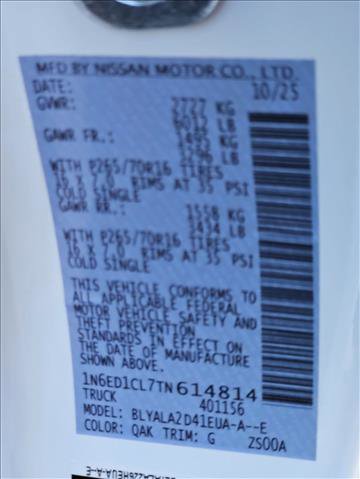 MFD BY NISSAN MOTOR CO., LTD.
DATE: 10/25
GVWR: 2727 KG
6012 LB
GAWR FR.: 1495 KG
3296 LB
WITH P265/70R16 TIRES
16 X 7.0 RIMS AT 35 PSI
COLD SINGLE
GAWR RR.: 1558 KG
3434 LB
WITH P265/70R16 TIRES
16 X 7.0 RIMS AT 35 PSI
COLD SINGLE
THIS VEHICLE CONFORMS TO
ALL APPLICABLE FEDERAL
MOTOR VEHICLE SAFETY AND
THEFT PREVENTION
STANDARDS IN EFFECT ON
THE DATE OF MANUFACTURE
SHOWN ABOVE.
1N6ED1CL7TN614814
TRUCK 401156
MODEL: BLYALA2D41EUA-A--E
COLOR: QAK TRIM: G ZS00A